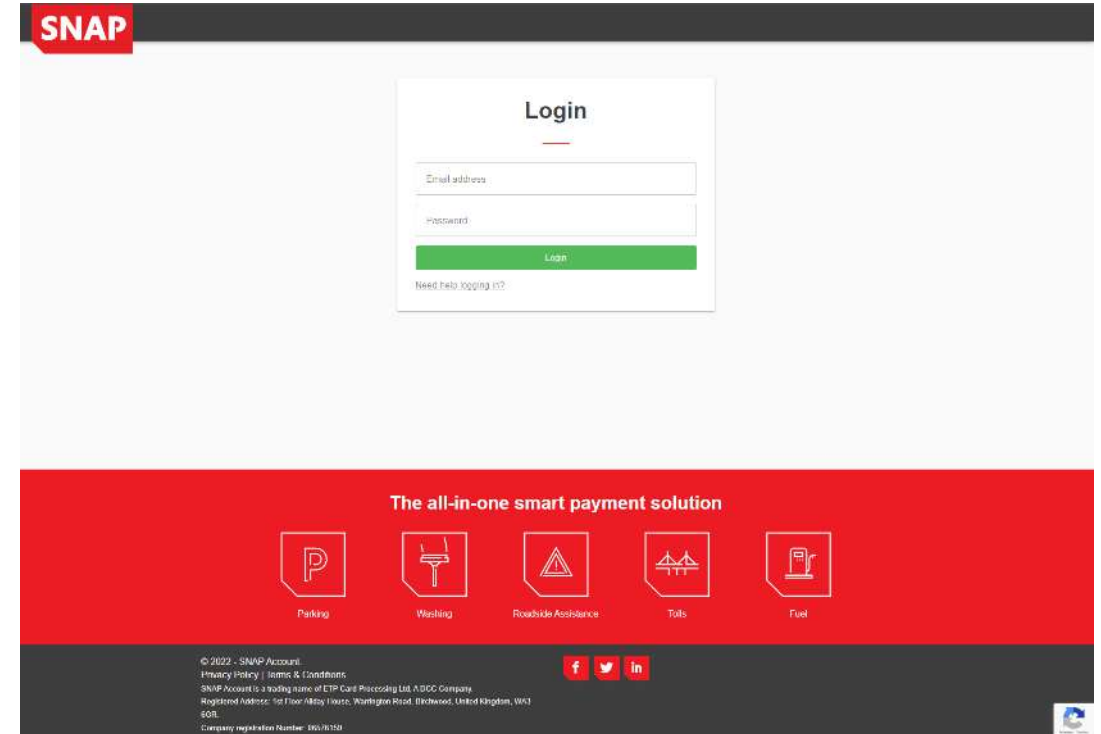 SNAP
Login
Email address
Password
Login
Need help logging in?
The all-in-one smart payment solution
Parking
Washing
Roadside Assistance
Tolls
Fuel
© 2022 - SNAP Account.
Privacy Policy | Terms & Conditions
SNAP Account is a trading name of ETP Card Processing Ltd, A DCC Company.
Registered Address: 1st Floor Allday House, Warrington Road, Birchwood, United Kingdom, WA3
6GR.
Company registration Number: